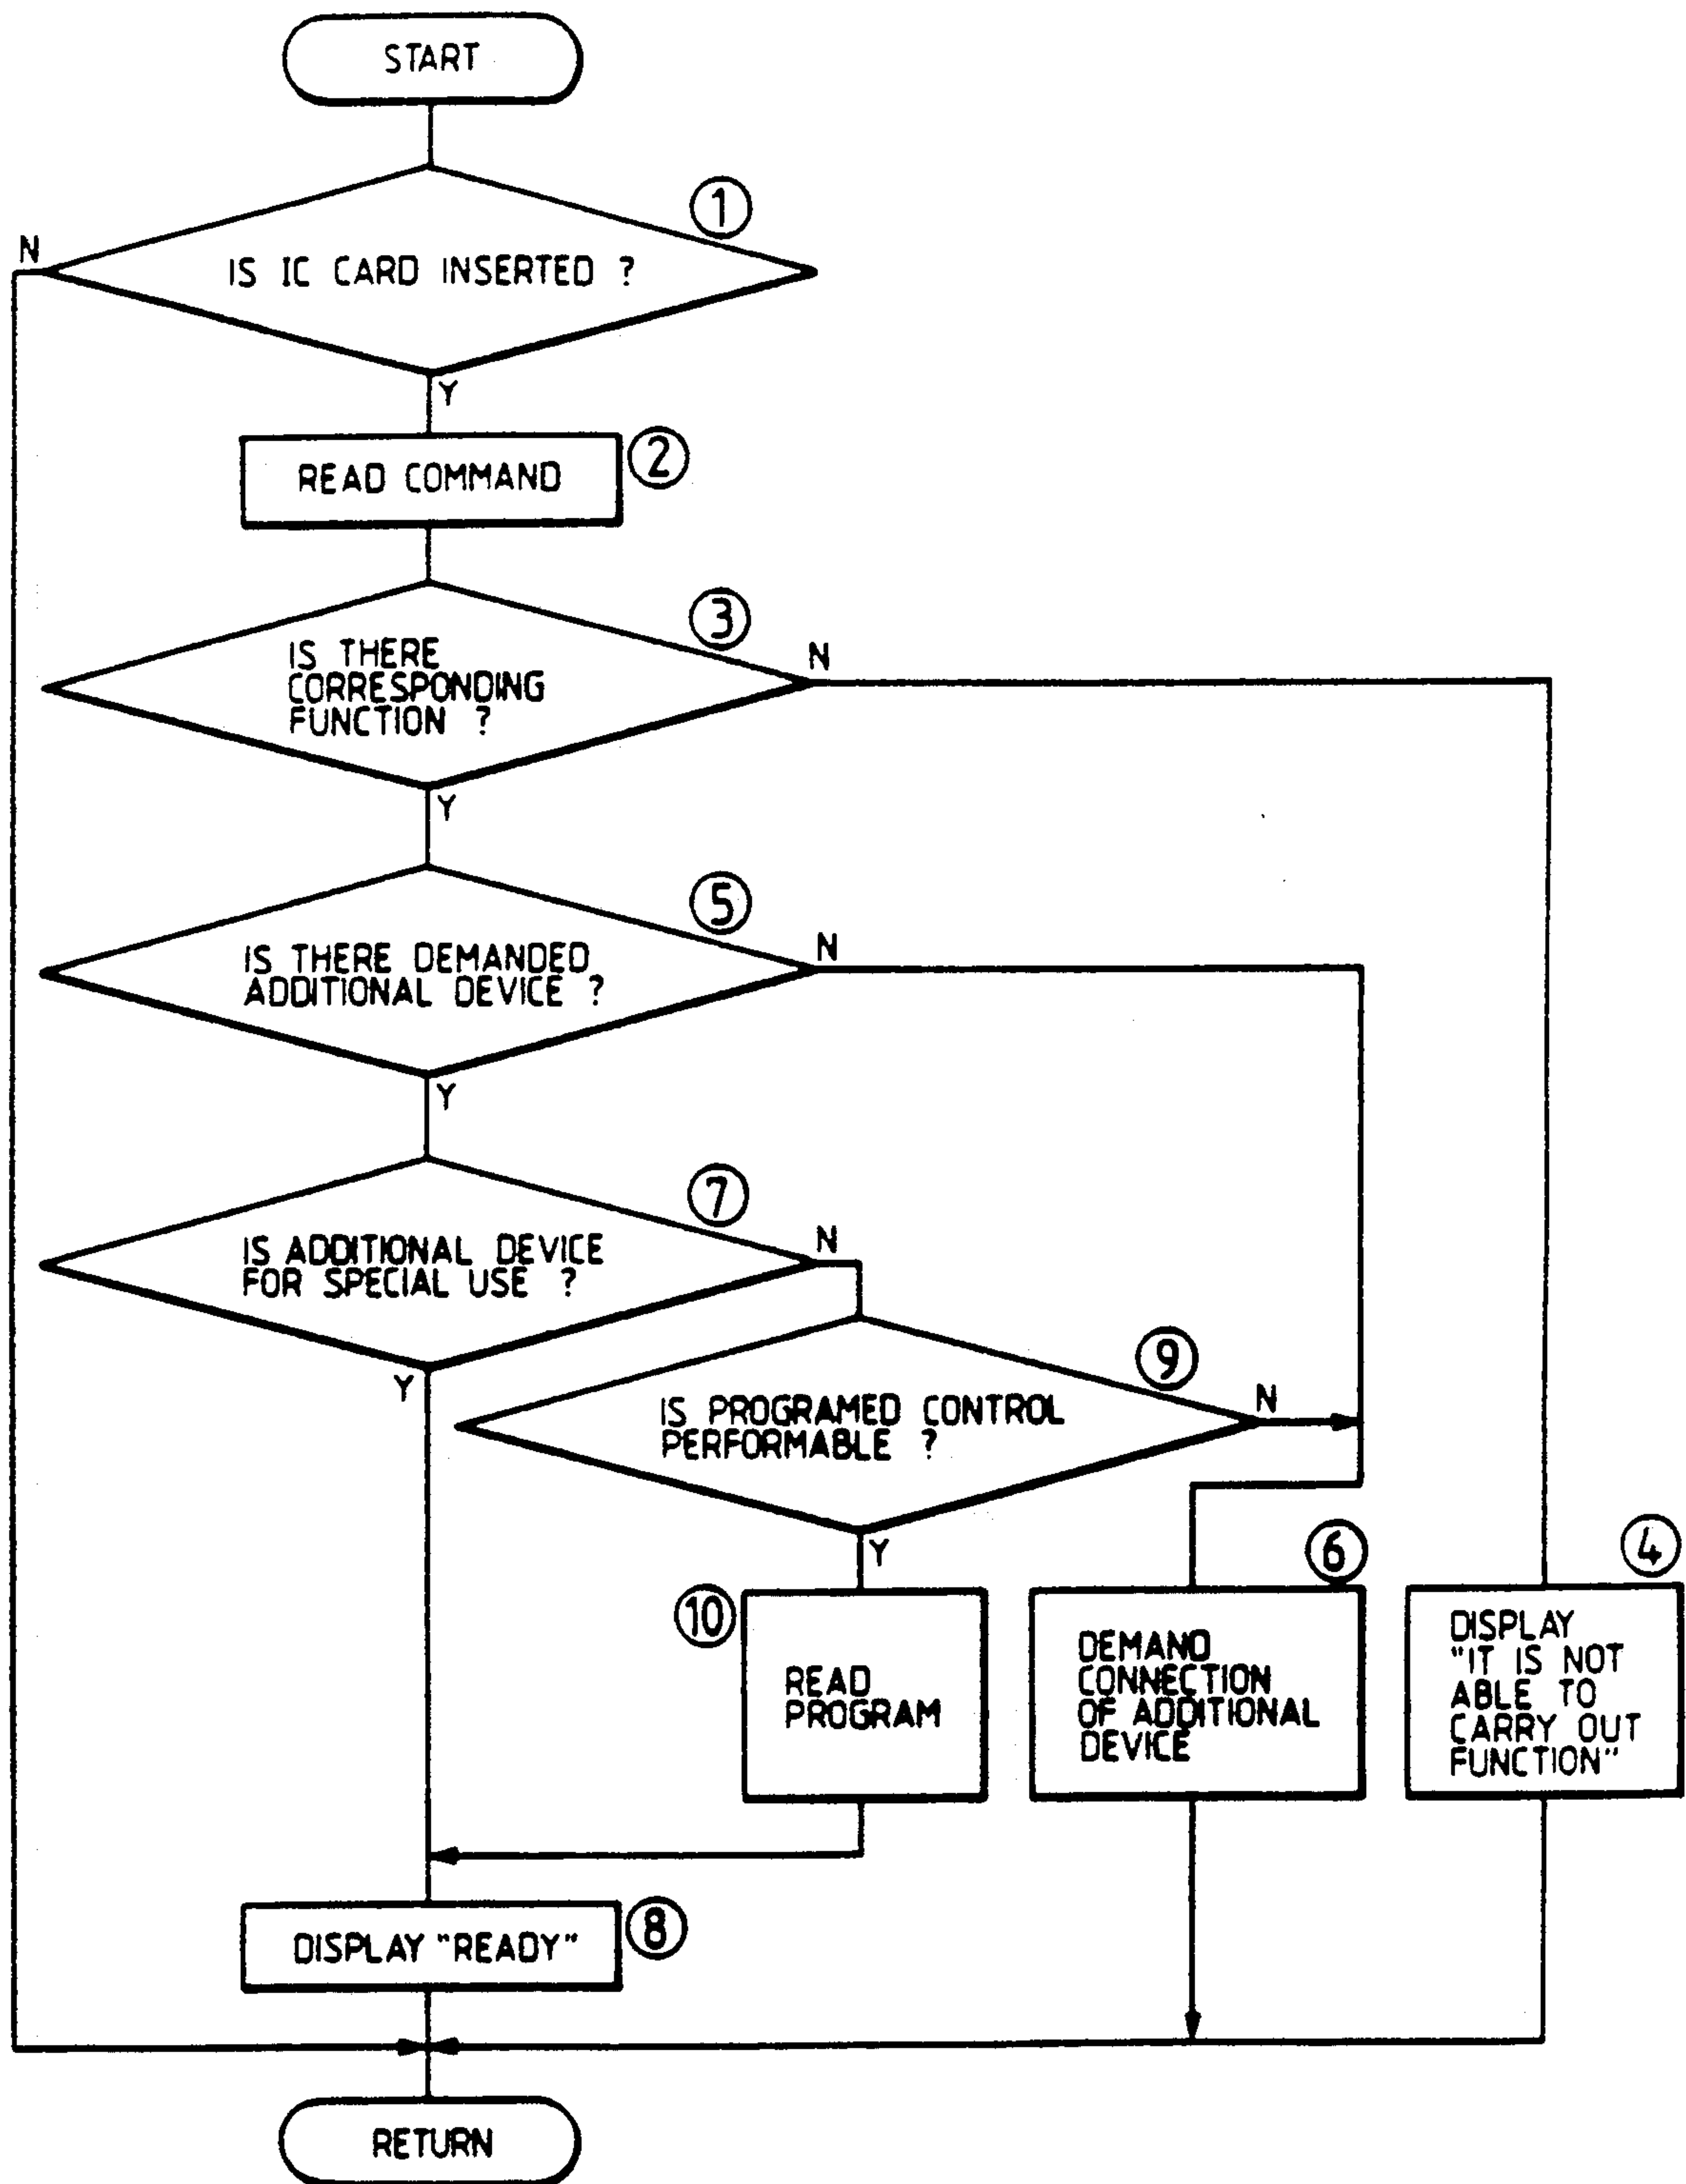 START
①
N
IS IC CARD INSERTED ?
Y
READ COMMAND
②
③
IS THERE
CORRESPONDING
FUNCTION ?
N
Y
⑤
IS THERE DEMANDED
ADDITIONAL DEVICE ?
N
Y
⑦
IS ADDITIONAL DEVICE
FOR SPECIAL USE ?
N
Y
⑨
IS PROGRAMED CONTROL
PERFORMABLE ?
N
Y
⑩
READ
PROGRAM
⑥
DEMAND
CONNECTION
OF ADDITIONAL
DEVICE
④
DISPLAY
"IT IS NOT
ABLE TO
CARRY OUT
FUNCTION"
DISPLAY "READY"
⑧
RETURN